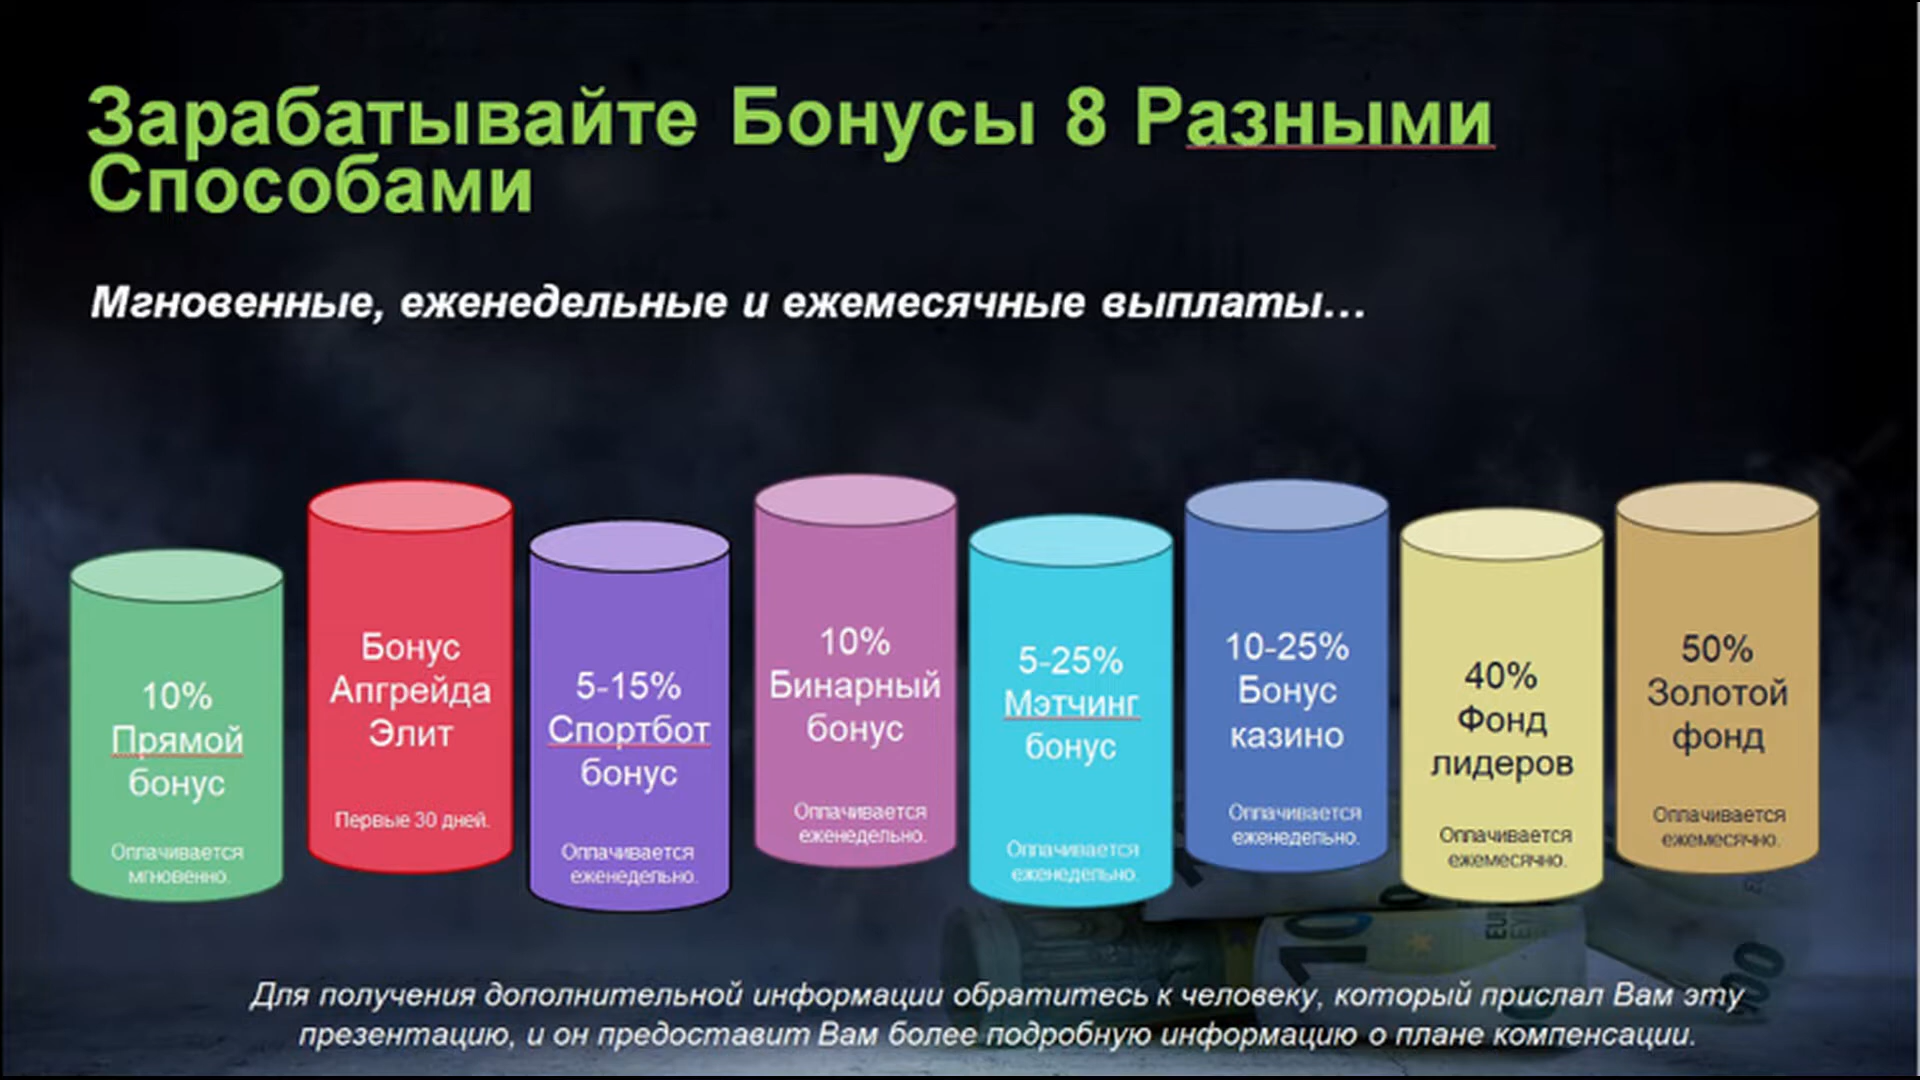 Зарабатывайте Бонусы 8 Разными
Способами
Мгновенные, еженедельные и ежемесячные выплаты...
10%
Прямой
бонус
Оплачивается
мгновенно.
Бонус
Апгрейда
Элит
Первые 30 дней.
5-15%
Спортбот
бонус
Оплачивается
еженедельно.
10%
Бинарный
бонус
Оплачивается
еженедельно.
5-25%
Мэтчинг
бонус
Оплачивается
еженедельно.
10-25%
Бонус
казино
Оплачивается
еженедельно.
40%
Фонд
лидеров
Оплачивается
ежемесячно.
50%
Золотой
фонд
Оплачивается
ежемесячно.
Для получения дополнительной информации обратитесь к человеку, который прислал Вам эту
презентацию, и он предоставит Вам более подробную информацию о плане компенсации.